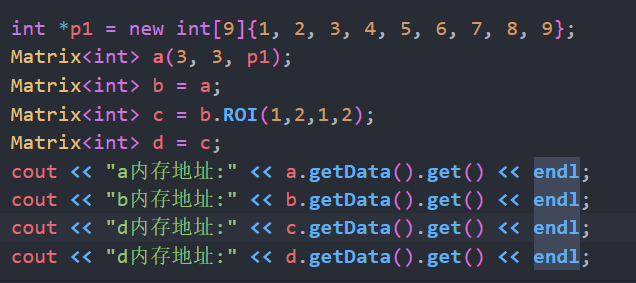 int *p1 = new int[9]{1, 2, 3, 4, 5, 6, 7, 8, 9};
Matrix<int> a(3, 3, p1);
Matrix<int> b = a;
Matrix<int> c = b.ROI(1,2,1,2);
Matrix<int> d = c;
cout << "a内存地址:" << a.getData().get() << endl;
cout << "b内存地址:" << b.getData().get() << endl;
cout << "d内存地址:" << c.getData().get() << endl;
cout << "d内存地址:" << d.getData().get() << endl;